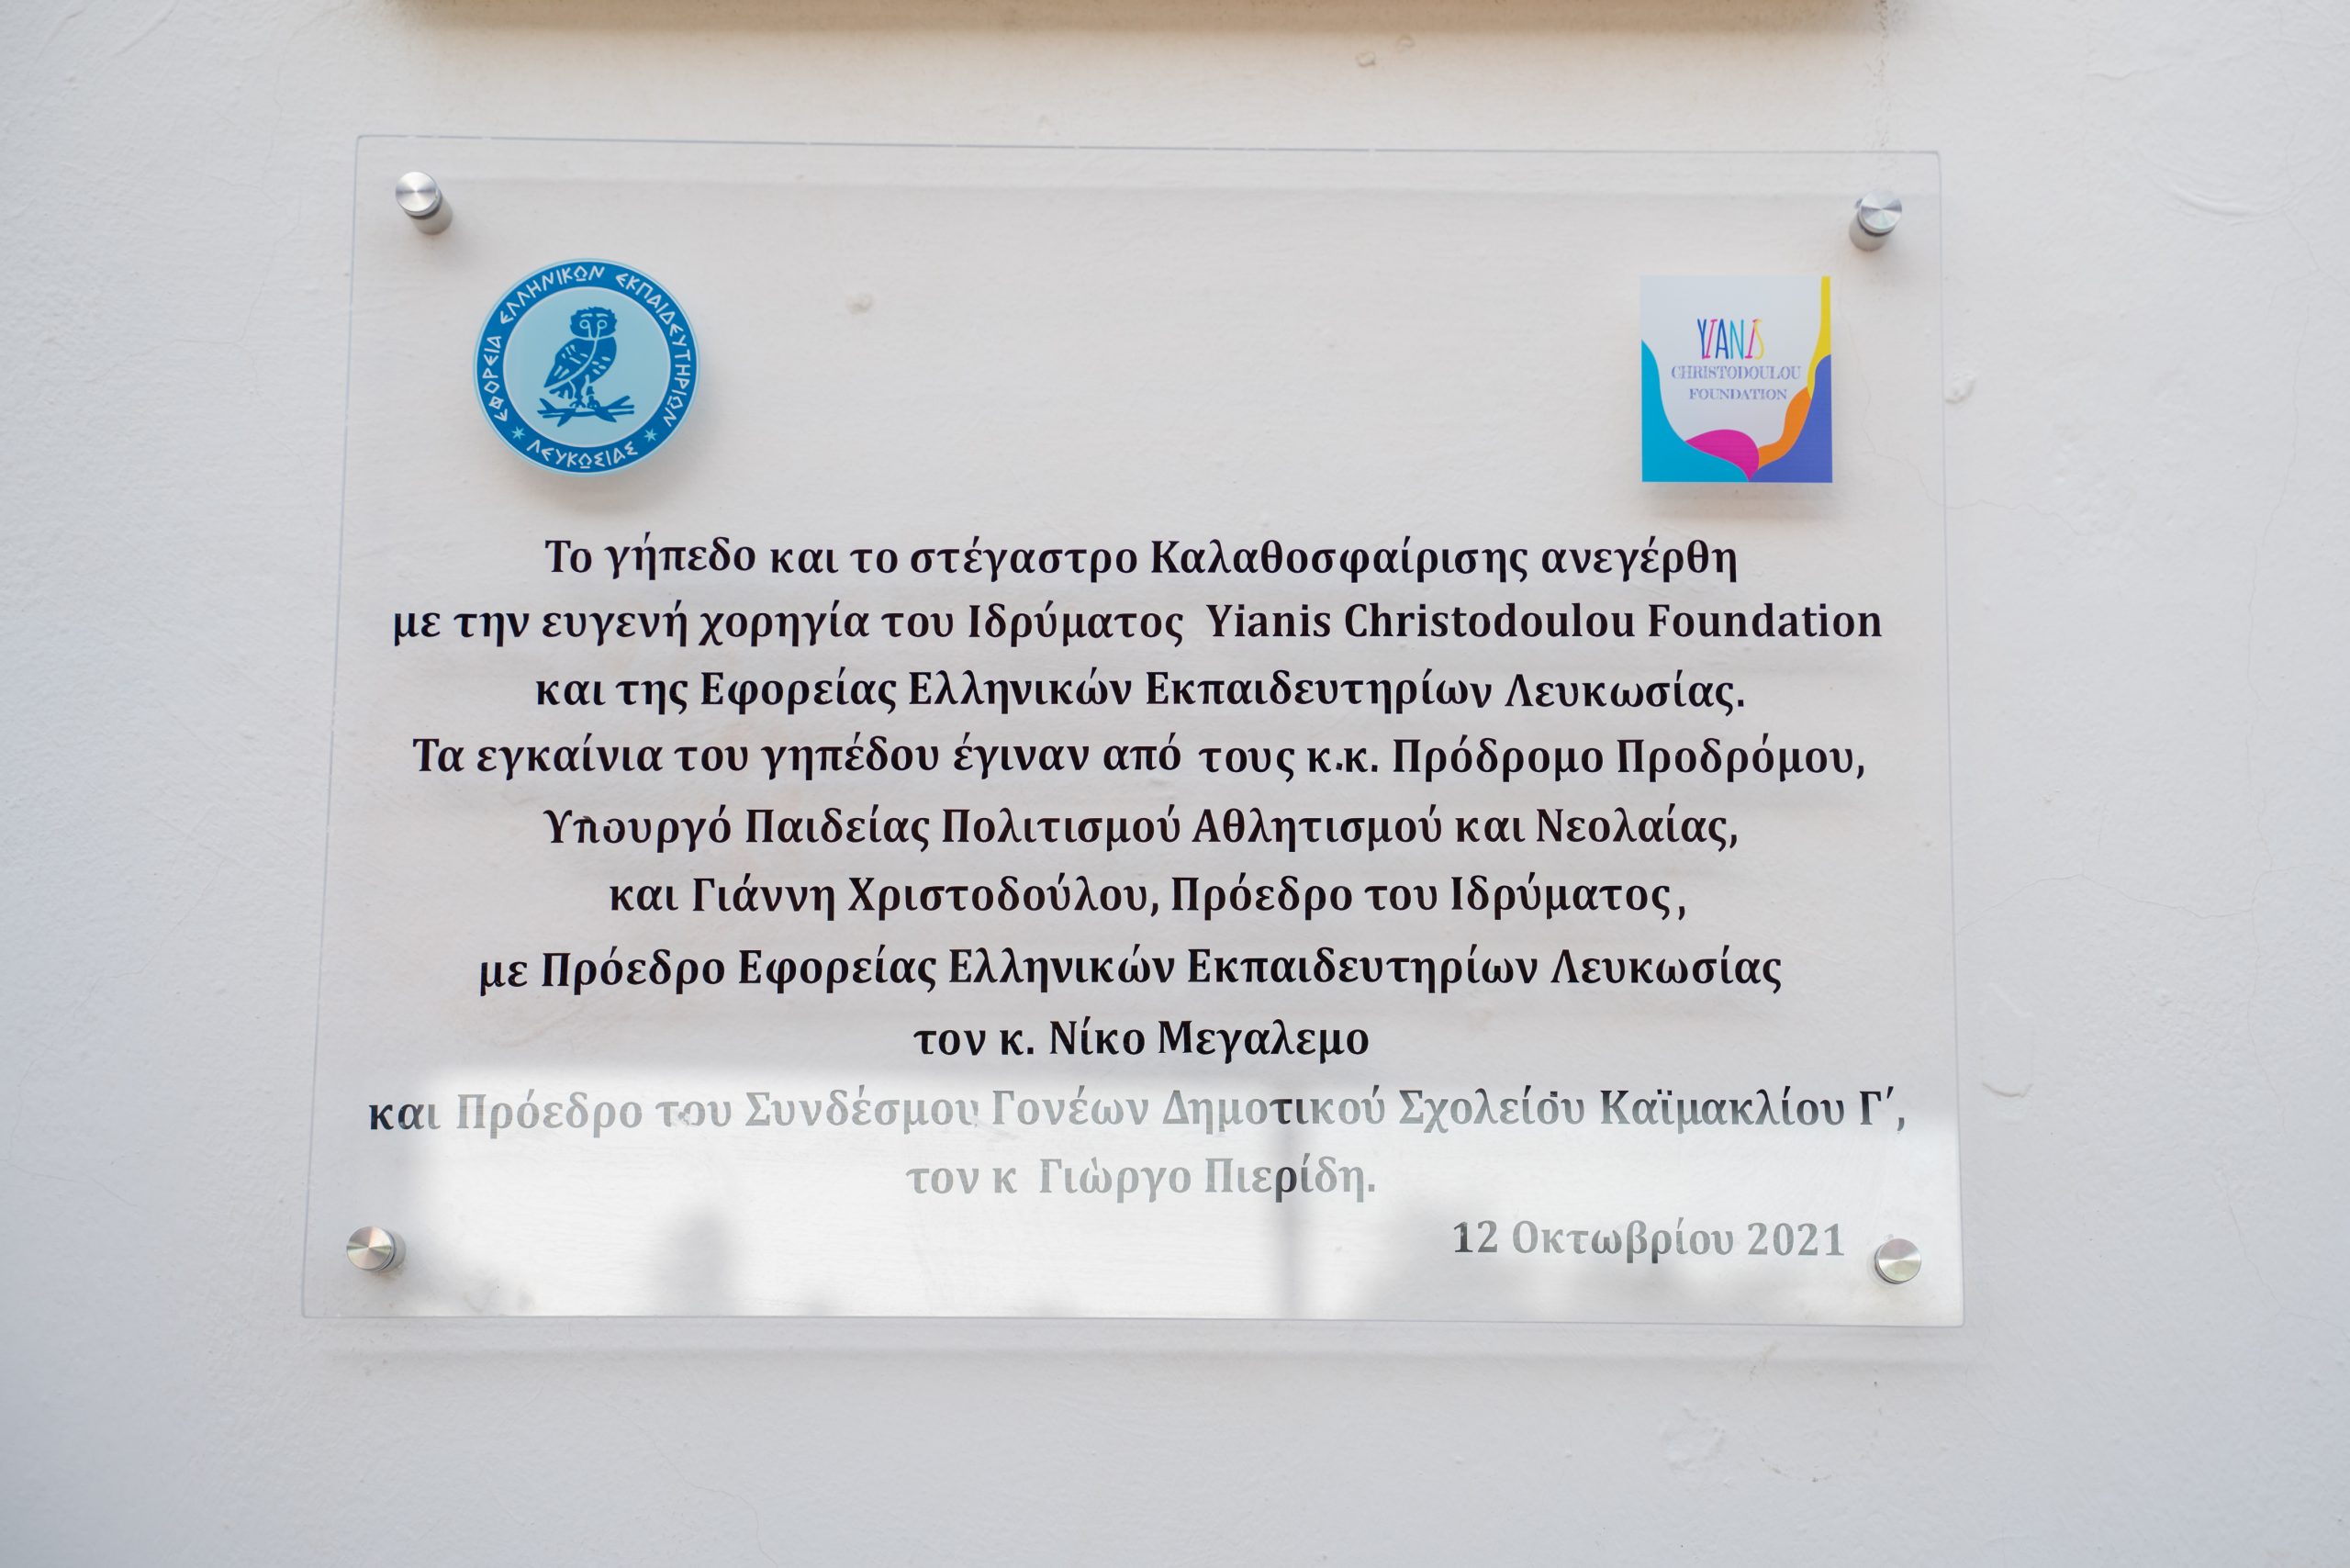 ΕΦΟΡΕΙΑ ΕΛΛΗΝΙΚΩΝ ΕΚΠΑΙΔΕΥΤΗΡΙΩΝ
ΛΕΥΚΩΣΙΑΣ
YIANIS
CHRISTODOULOU
FOUNDATION
Το γήπεδο και το στέγαστρο Καλαθοσφαίρισης ανεγέρθη
με την ευγενή χορηγία του Ιδρύματος Yianis Christodoulou Foundation
και της Εφορείας Ελληνικών Εκπαιδευτηρίων Λευκωσίας.
Τα εγκαίνια του γηπέδου έγιναν από τους κ.κ. Πρόδρομο Προδρόμου,
Υπουργό Παιδείας Πολιτισμού Αθλητισμού και Νεολαίας,
και Γιάννη Χριστοδούλου, Πρόεδρο του Ιδρύματος,
με Πρόεδρο Εφορείας Ελληνικών Εκπαιδευτηρίων Λευκωσίας
τον κ. Νίκο Μεγαλεμο
και Πρόεδρο του Συνδέσμου Γονέων Δημοτικού Σχολείου Καϊμακλίου Γ΄,
τον κ Γιώργο Πιερίδη.
12 Οκτωβρίου 2021